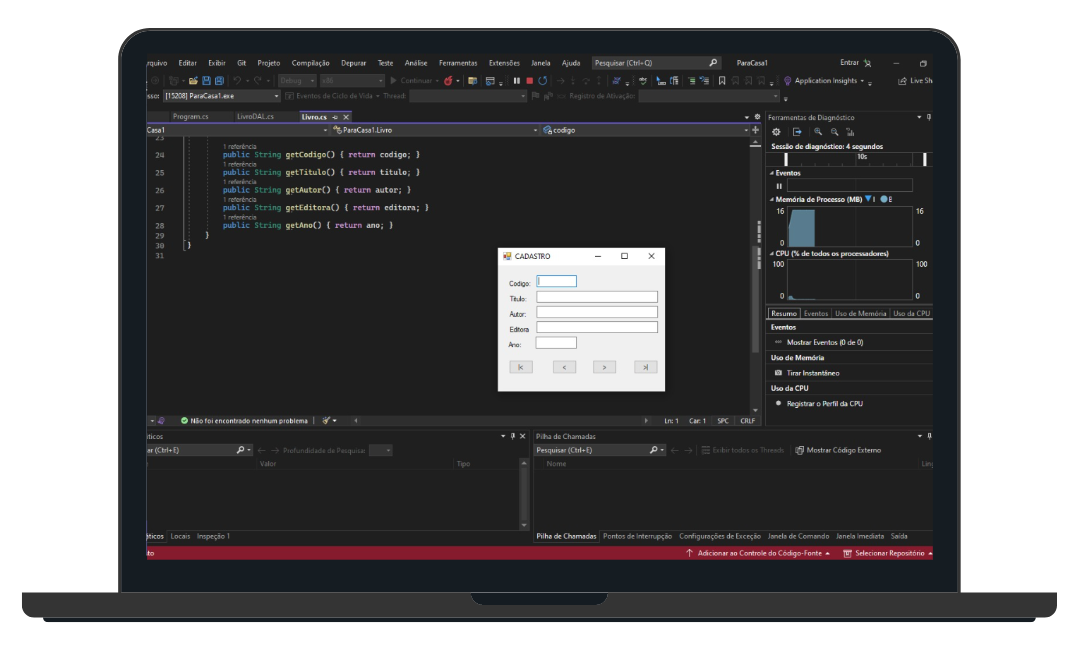 rquivo Editar Exibir Git Projeto Compilação Depurar Teste Análise Ferramentas Extensões Janela Ajuda Pesquisar (Ctrl+Q) ParaCasa1 Entrar
Debug x86 Continuar Application Insights Live Sh
sso: [15208] ParaCasa1.exe Eventos de Ciclo de Vida Thread: Registro de Ativação:
Program.cs LivroDAL.cs Livro.cs
Casa1 ParaCasa1.Livro codigo
23
1 referência
24 public String getCodigo() { return codigo; }
1 referência
25 public String getTitulo() { return titulo; }
1 referência
26 public String getAutor() { return autor; }
1 referência
27 public String getEditora() { return editora; }
1 referência
28 public String getAno() { return ano; }
29 }
30 }
31
CADASTRO
Codigo:
Titulo:
Autor:
Editora
Ano:
|< < > >|
Ferramentas de Diagnóstico
Sessão de diagnóstico: 4 segundos
10s
Eventos
Memória de Processo (MB) I E
16 16
0 0
CPU (% de todos os processadores)
100 100
0 0
Resumo Eventos Uso de Memória Uso da CPU
Eventos
Mostrar Eventos (0 de 0)
Uso de Memória
Tirar Instantâneo
Uso da CPU
Registrar o Perfil da CPU
Não foi encontrado nenhum problema Ln: 1 Car: 1 SPC CRLF
áticos Pilha de Chamadas
ar (Ctrl+E) Profundidade da Pesquisa: Pesquisar (Ctrl+E) Exibir todos os Threads Mostrar Código Externo
Valor Tipo Nome Ling
áticos Locais Inspeção 1 Pilha de Chamadas Pontos de Interrupção Configurações de Exceção Janela de Comando Janela Imediata Saída
to Adicionar ao Controle do Código-Fonte Selecionar Repositório